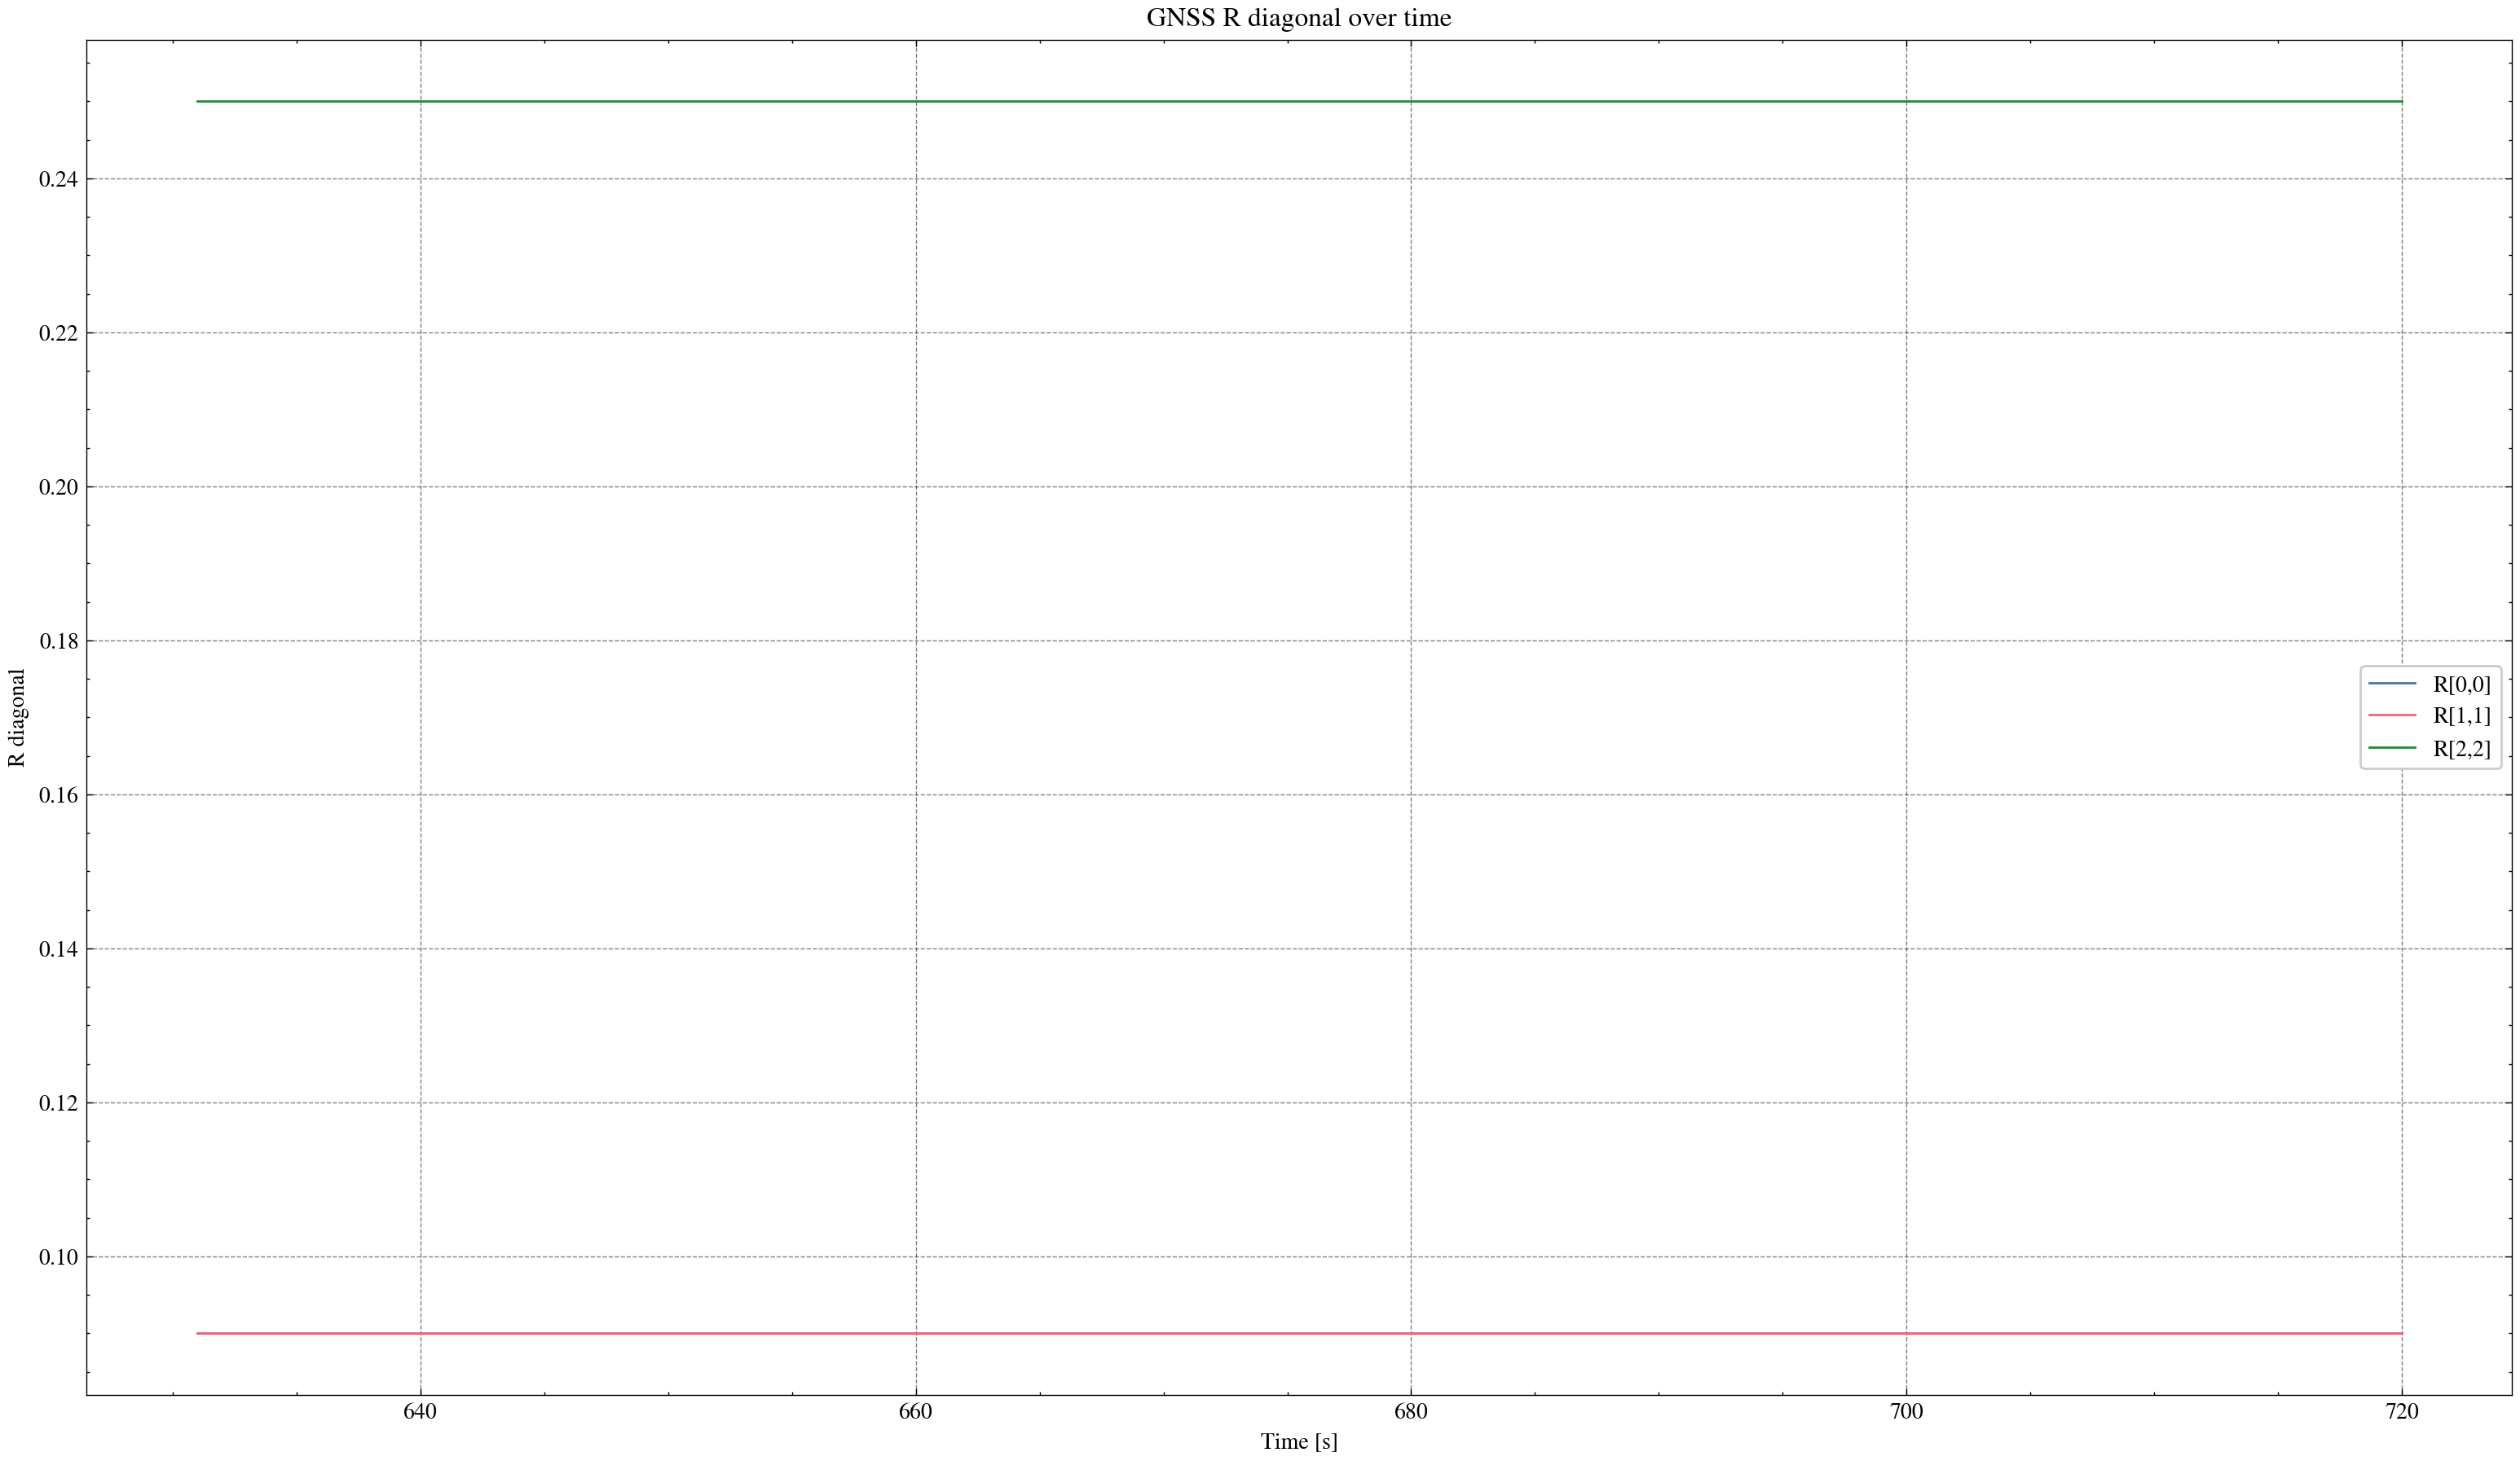 GNSS R diagonal over time
R diagonal
0.24
0.22
0.20
0.18
0.16
0.14
0.12
0.10
R[0,0]
R[1,1]
R[2,2]
640 660 680 700 720
Time [s]